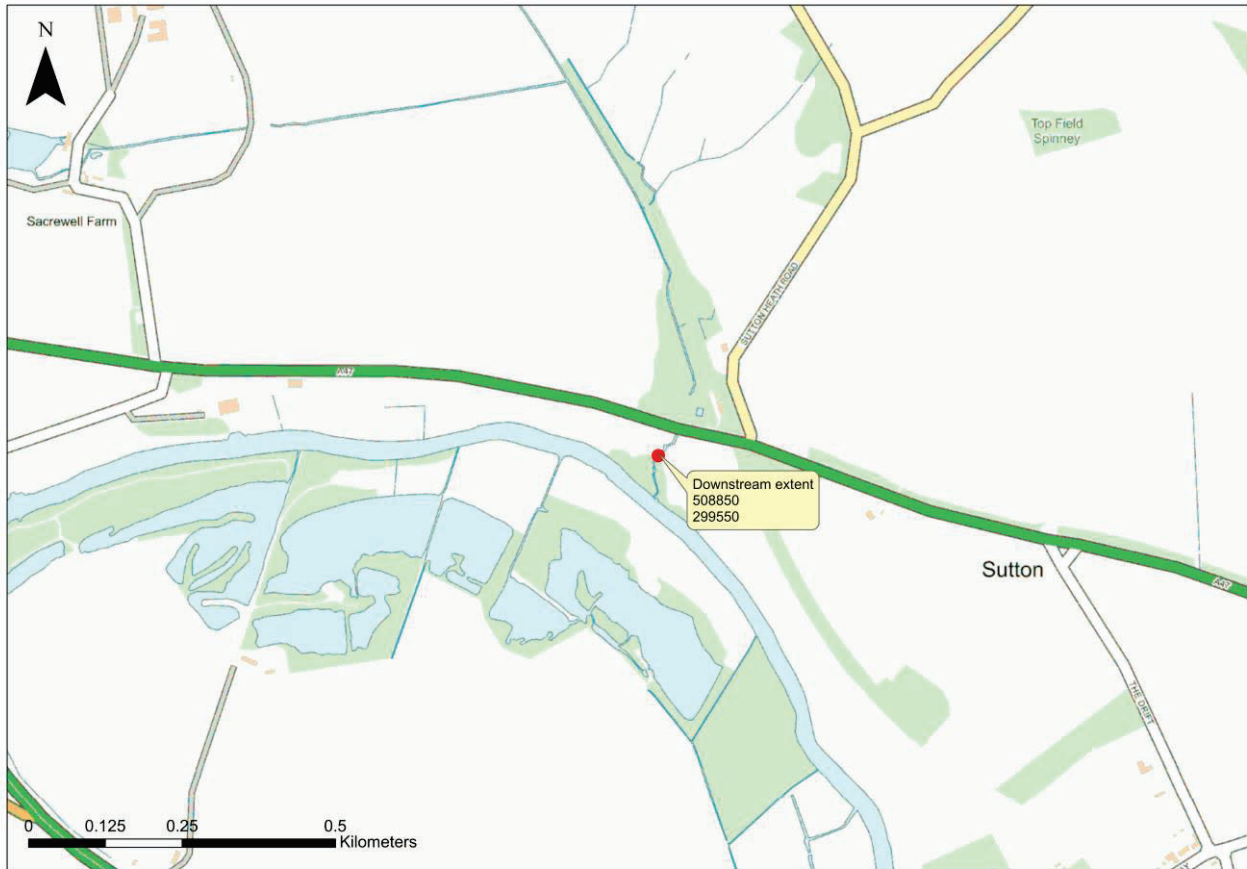 N
Top Field
Spinney
Sacrewell Farm
SUTTON HEATH ROAD
A47
Downstream extent
508850
299550
Sutton
A47
THE DRIFT
0 0.125 0.25 0.5
Kilometers